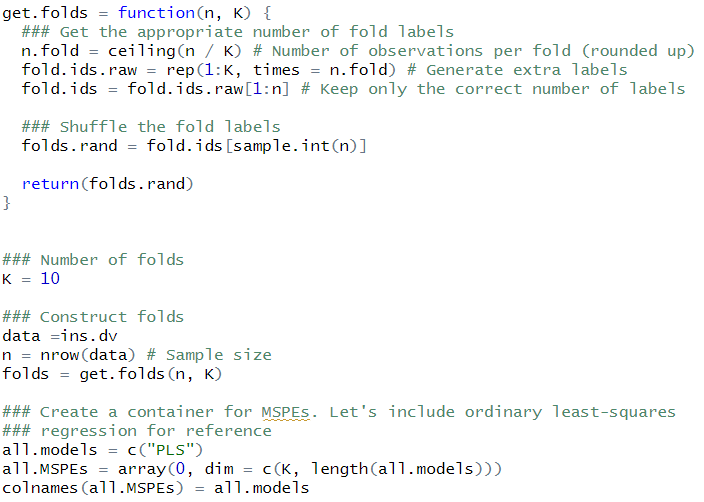 get.folds = function(n, K) {
  ### Get the appropriate number of fold labels
  n.fold = ceiling(n / K) # Number of observations per fold (rounded up)
  fold.ids.raw = rep(1:K, times = n.fold) # Generate extra labels
  fold.ids = fold.ids.raw[1:n] # Keep only the correct number of labels

  ### Shuffle the fold labels
  folds.rand = fold.ids[sample.int(n)]

  return(folds.rand)
}


### Number of folds
K = 10

### Construct folds
data =ins.dv
n = nrow(data) # Sample size
folds = get.folds(n, K)

### Create a container for MSPEs. Let's include ordinary least-squares
### regression for reference
all.models = c("PLS")
all.MSPEs = array(0, dim = c(K, length(all.models)))
colnames(all.MSPEs) = all.models